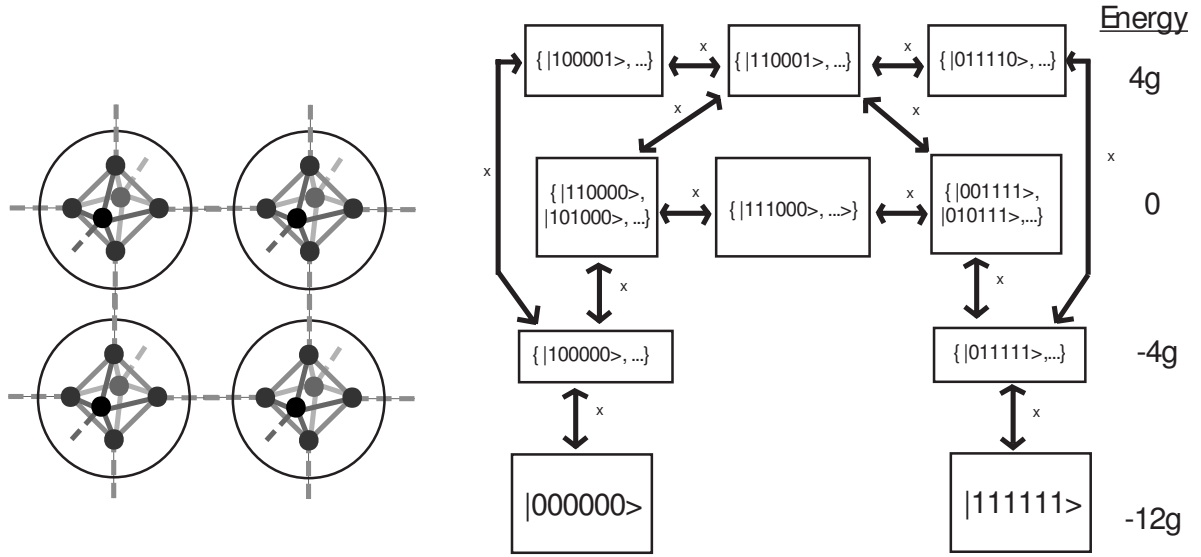 Energy
{ |100001>, ...}
x
{ |110001>, ...}
x
{ |011110>, ...}
4g
x
x
x
x
{ |110000>,
|101000>, ...}
x
{ |111000>, ...>}
x
{ |001111>,
|010111>,...}
0
x
x
{ |100000>, ...}
{ |011111>,...}
-4g
x
x
|000000>
|111111>
-12g